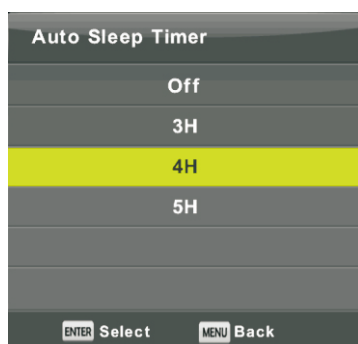 Auto Sleep Timer
Off
3H
4H
5H
ENTER Select MENU Back